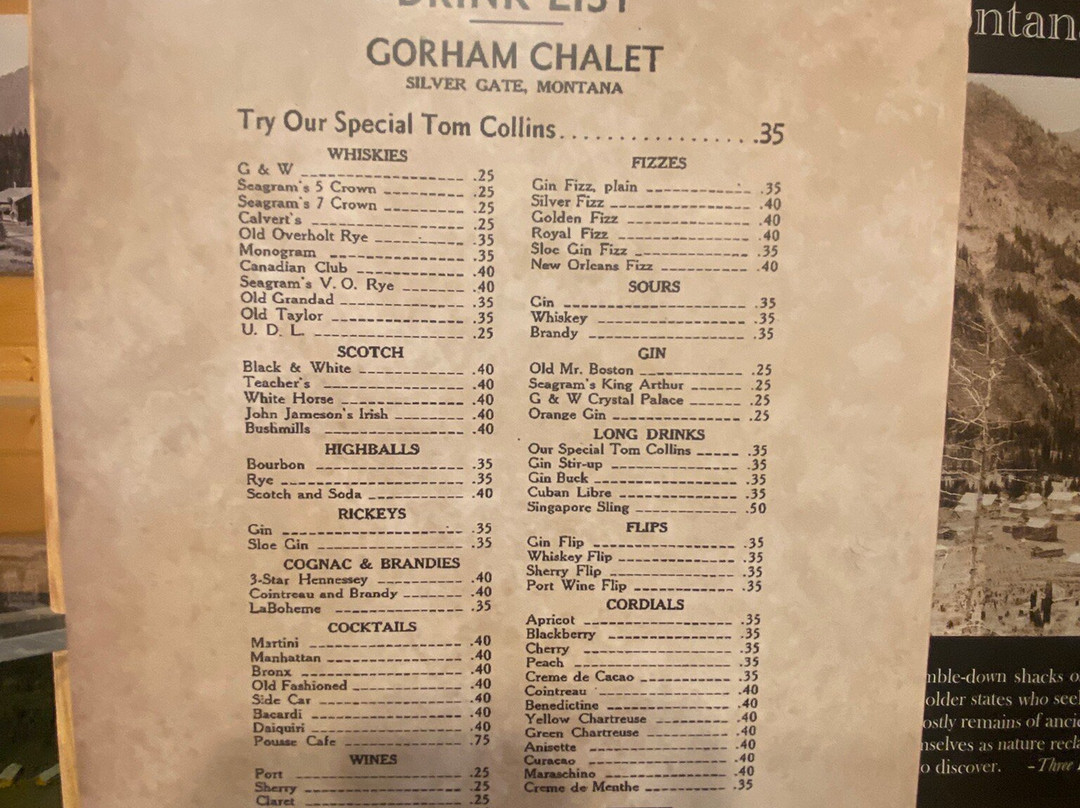 DRINK LIST
GORHAM CHALET
SILVER GATE, MONTANA
Try Our Special Tom Collins. . . . . . . . . . . . . . . . .35
WHISKIES
G & W .25
Seagram's 5 Crown .25
Seagram's 7 Crown .25
Calvert's .25
Old Overholt Rye .35
Monogram .35
Canadian Club .40
Seagram's V. O. Rye .40
Old Grandad .35
Old Taylor .35
U. D. L. .25
SCOTCH
Black & White .40
Teacher's .40
White Horse .40
John Jameson's Irish .40
Bushmills .40
HIGHBALLS
Bourbon .35
Rye .35
Scotch and Soda .40
RICKEYS
Gin .35
Sloe Gin .35
COGNAC & BRANDIES
3-Star Hennessey .40
Cointreau and Brandy .40
LaBoheme .35
COCKTAILS
Martini .40
Manhattan .40
Bronx .40
Old Fashioned .40
Side Car .40
Bacardi .40
Daiquiri .40
Pousse Cafe .75
WINES
Port .25
Sherry .25
Claret .25
FIZZES
Gin Fizz, plain .35
Silver Fizz .40
Golden Fizz .40
Royal Fizz .40
Sloe Gin Fizz .35
New Orleans Fizz .40
SOURS
Gin .35
Whiskey .35
Brandy .35
GIN
Old Mr. Boston .25
Seagram's King Arthur .25
G & W Crystal Palace .25
Orange Gin .25
LONG DRINKS
Our Special Tom Collins .35
Gin Stir-up .35
Gin Buck .35
Cuban Libre .35
Singapore Sling .50
FLIPS
Gin Flip .35
Whiskey Flip .35
Sherry Flip .35
Port Wine Flip .35
CORDIALS
Apricot .35
Blackberry .35
Cherry .35
Peach .35
Creme de Cacao .35
Cointreau .40
Benedictine .40
Yellow Chartreuse .40
Green Chartreuse .40
Anisette .40
Curacao .40
Maraschino .40
Creme de Menthe .35
ntan
mble-down shacks o
older states who see
ostly remains of anci
nselves as nature recla
o discover. - Three